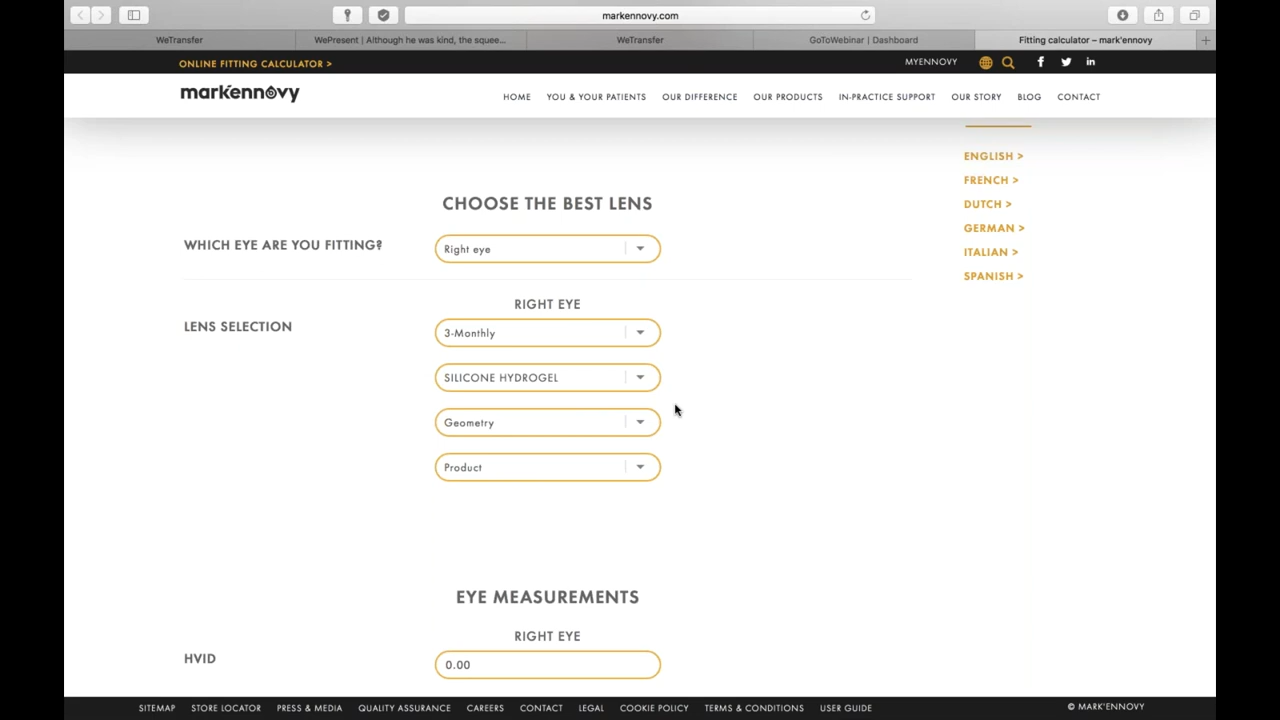 markennovy.com
WeTransfer
WePresent | Although he was kind, the squee...
WeTransfer
GoToWebinar | Dashboard
Fitting calculator – mark'ennovy
ONLINE FITTING CALCULATOR >
MYENNOVY
mark'ennovy
HOME
YOU & YOUR PATIENTS
OUR DIFFERENCE
OUR PRODUCTS
IN-PRACTICE SUPPORT
OUR STORY
BLOG
CONTACT
ENGLISH >
FRENCH >
DUTCH >
GERMAN >
ITALIAN >
SPANISH >
CHOOSE THE BEST LENS
WHICH EYE ARE YOU FITTING?
Right eye
RIGHT EYE
LENS SELECTION
3-Monthly
SILICONE HYDROGEL
Geometry
Product
EYE MEASUREMENTS
RIGHT EYE
HVID
0.00
SITEMAP
STORE LOCATOR
PRESS & MEDIA
QUALITY ASSURANCE
CAREERS
CONTACT
LEGAL
COOKIE POLICY
TERMS & CONDITIONS
USER GUIDE
© MARK'ENNOVY